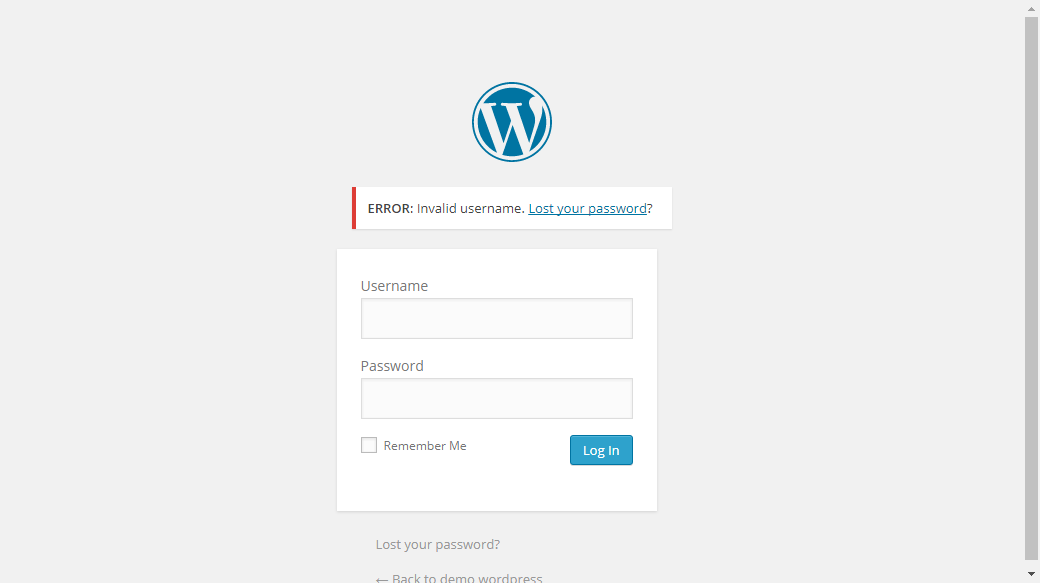 ERROR: Invalid username. Lost your password?
Username
Password
Remember Me
Log In
Lost your password?
← Back to demo wordpress